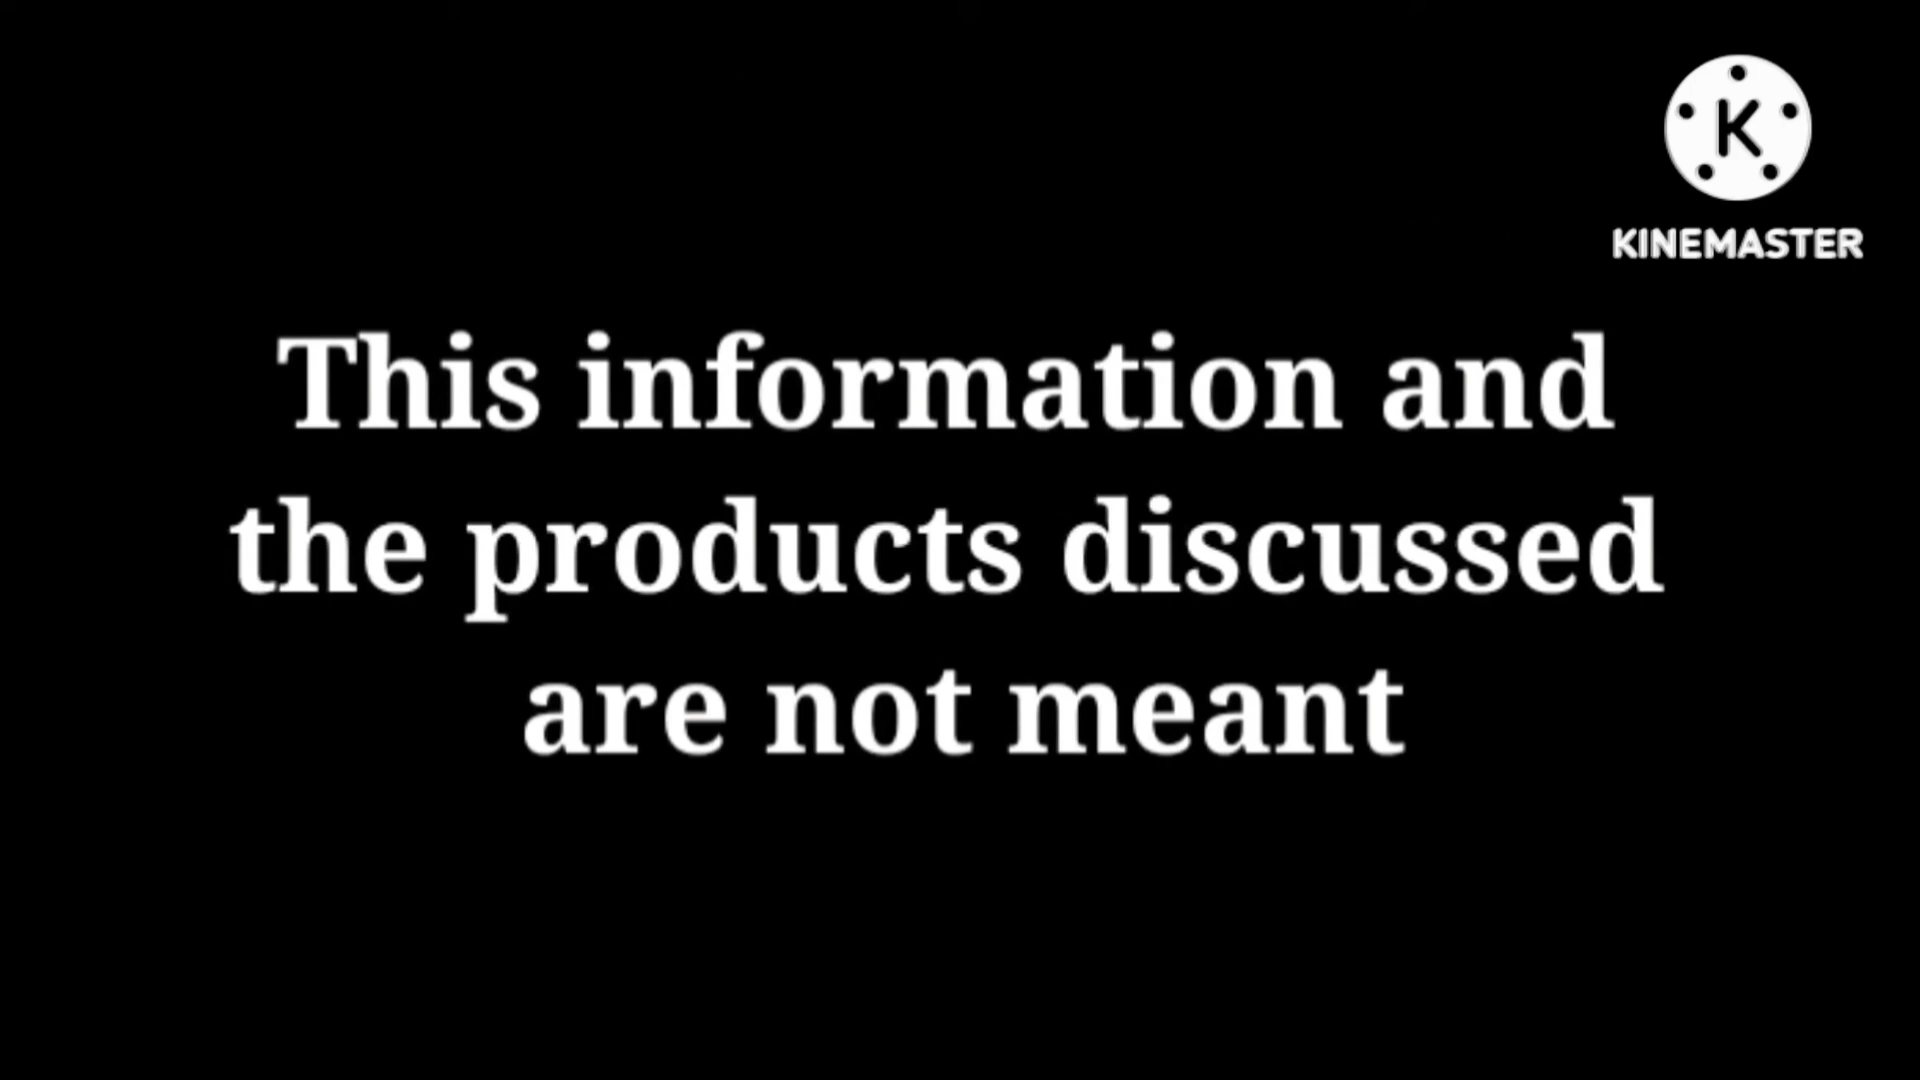 K
KINEMASTER
This information and
the products discussed
are not meant